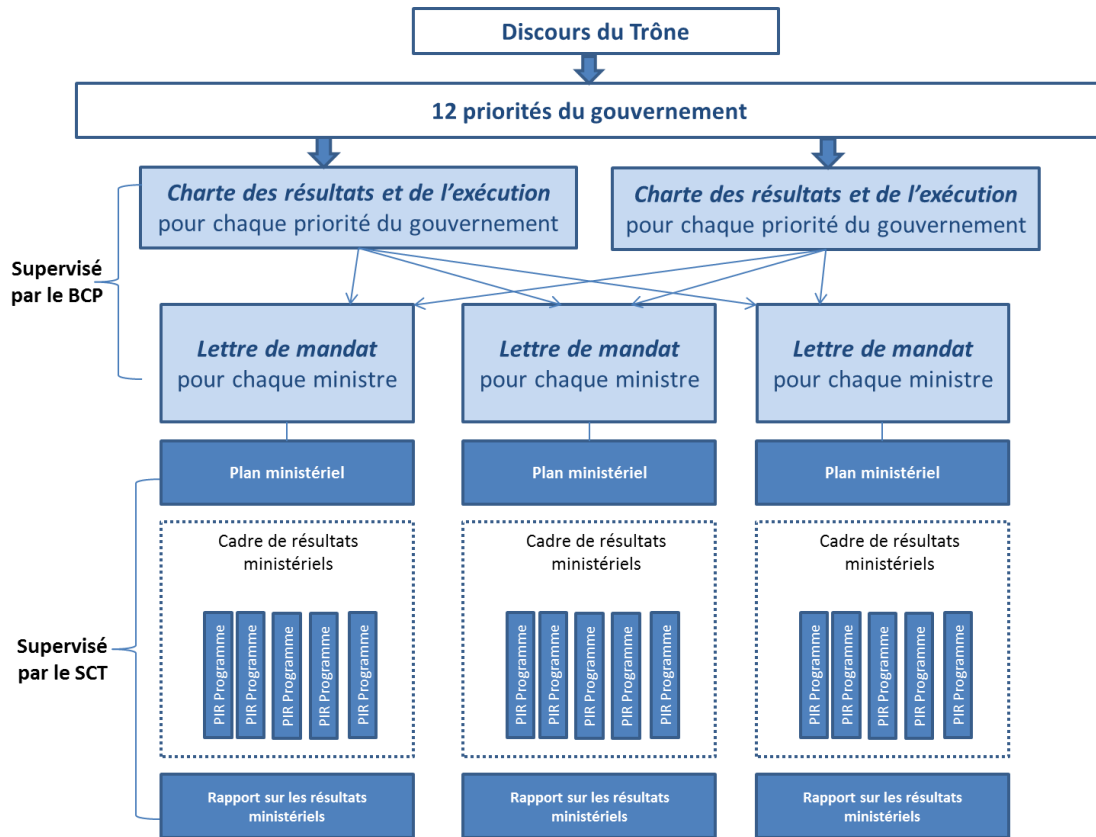 Discours du Trône
12 priorités du gouvernement
Charte des résultats et de l'exécution
pour chaque priorité du gouvernement
Charte des résultats et de l'exécution
pour chaque priorité du gouvernement
Supervisé
par le BCP
Lettre de mandat
pour chaque ministre
Lettre de mandat
pour chaque ministre
Lettre de mandat
pour chaque ministre
Plan ministériel
Plan ministériel
Plan ministériel
Supervisé
par le SCT
Cadre de résultats
ministériels
PIR Programme
PIR Programme
PIR Programme
PIR Programme
PIR Programme
Cadre de résultats
ministériels
PIR Programme
PIR Programme
PIR Programme
PIR Programme
PIR Programme
Cadre de résultats
ministériels
PIR Programme
PIR Programme
PIR Programme
PIR Programme
PIR Programme
Rapport sur les résultats
ministériels
Rapport sur les résultats
ministériels
Rapport sur les résultats
ministériels